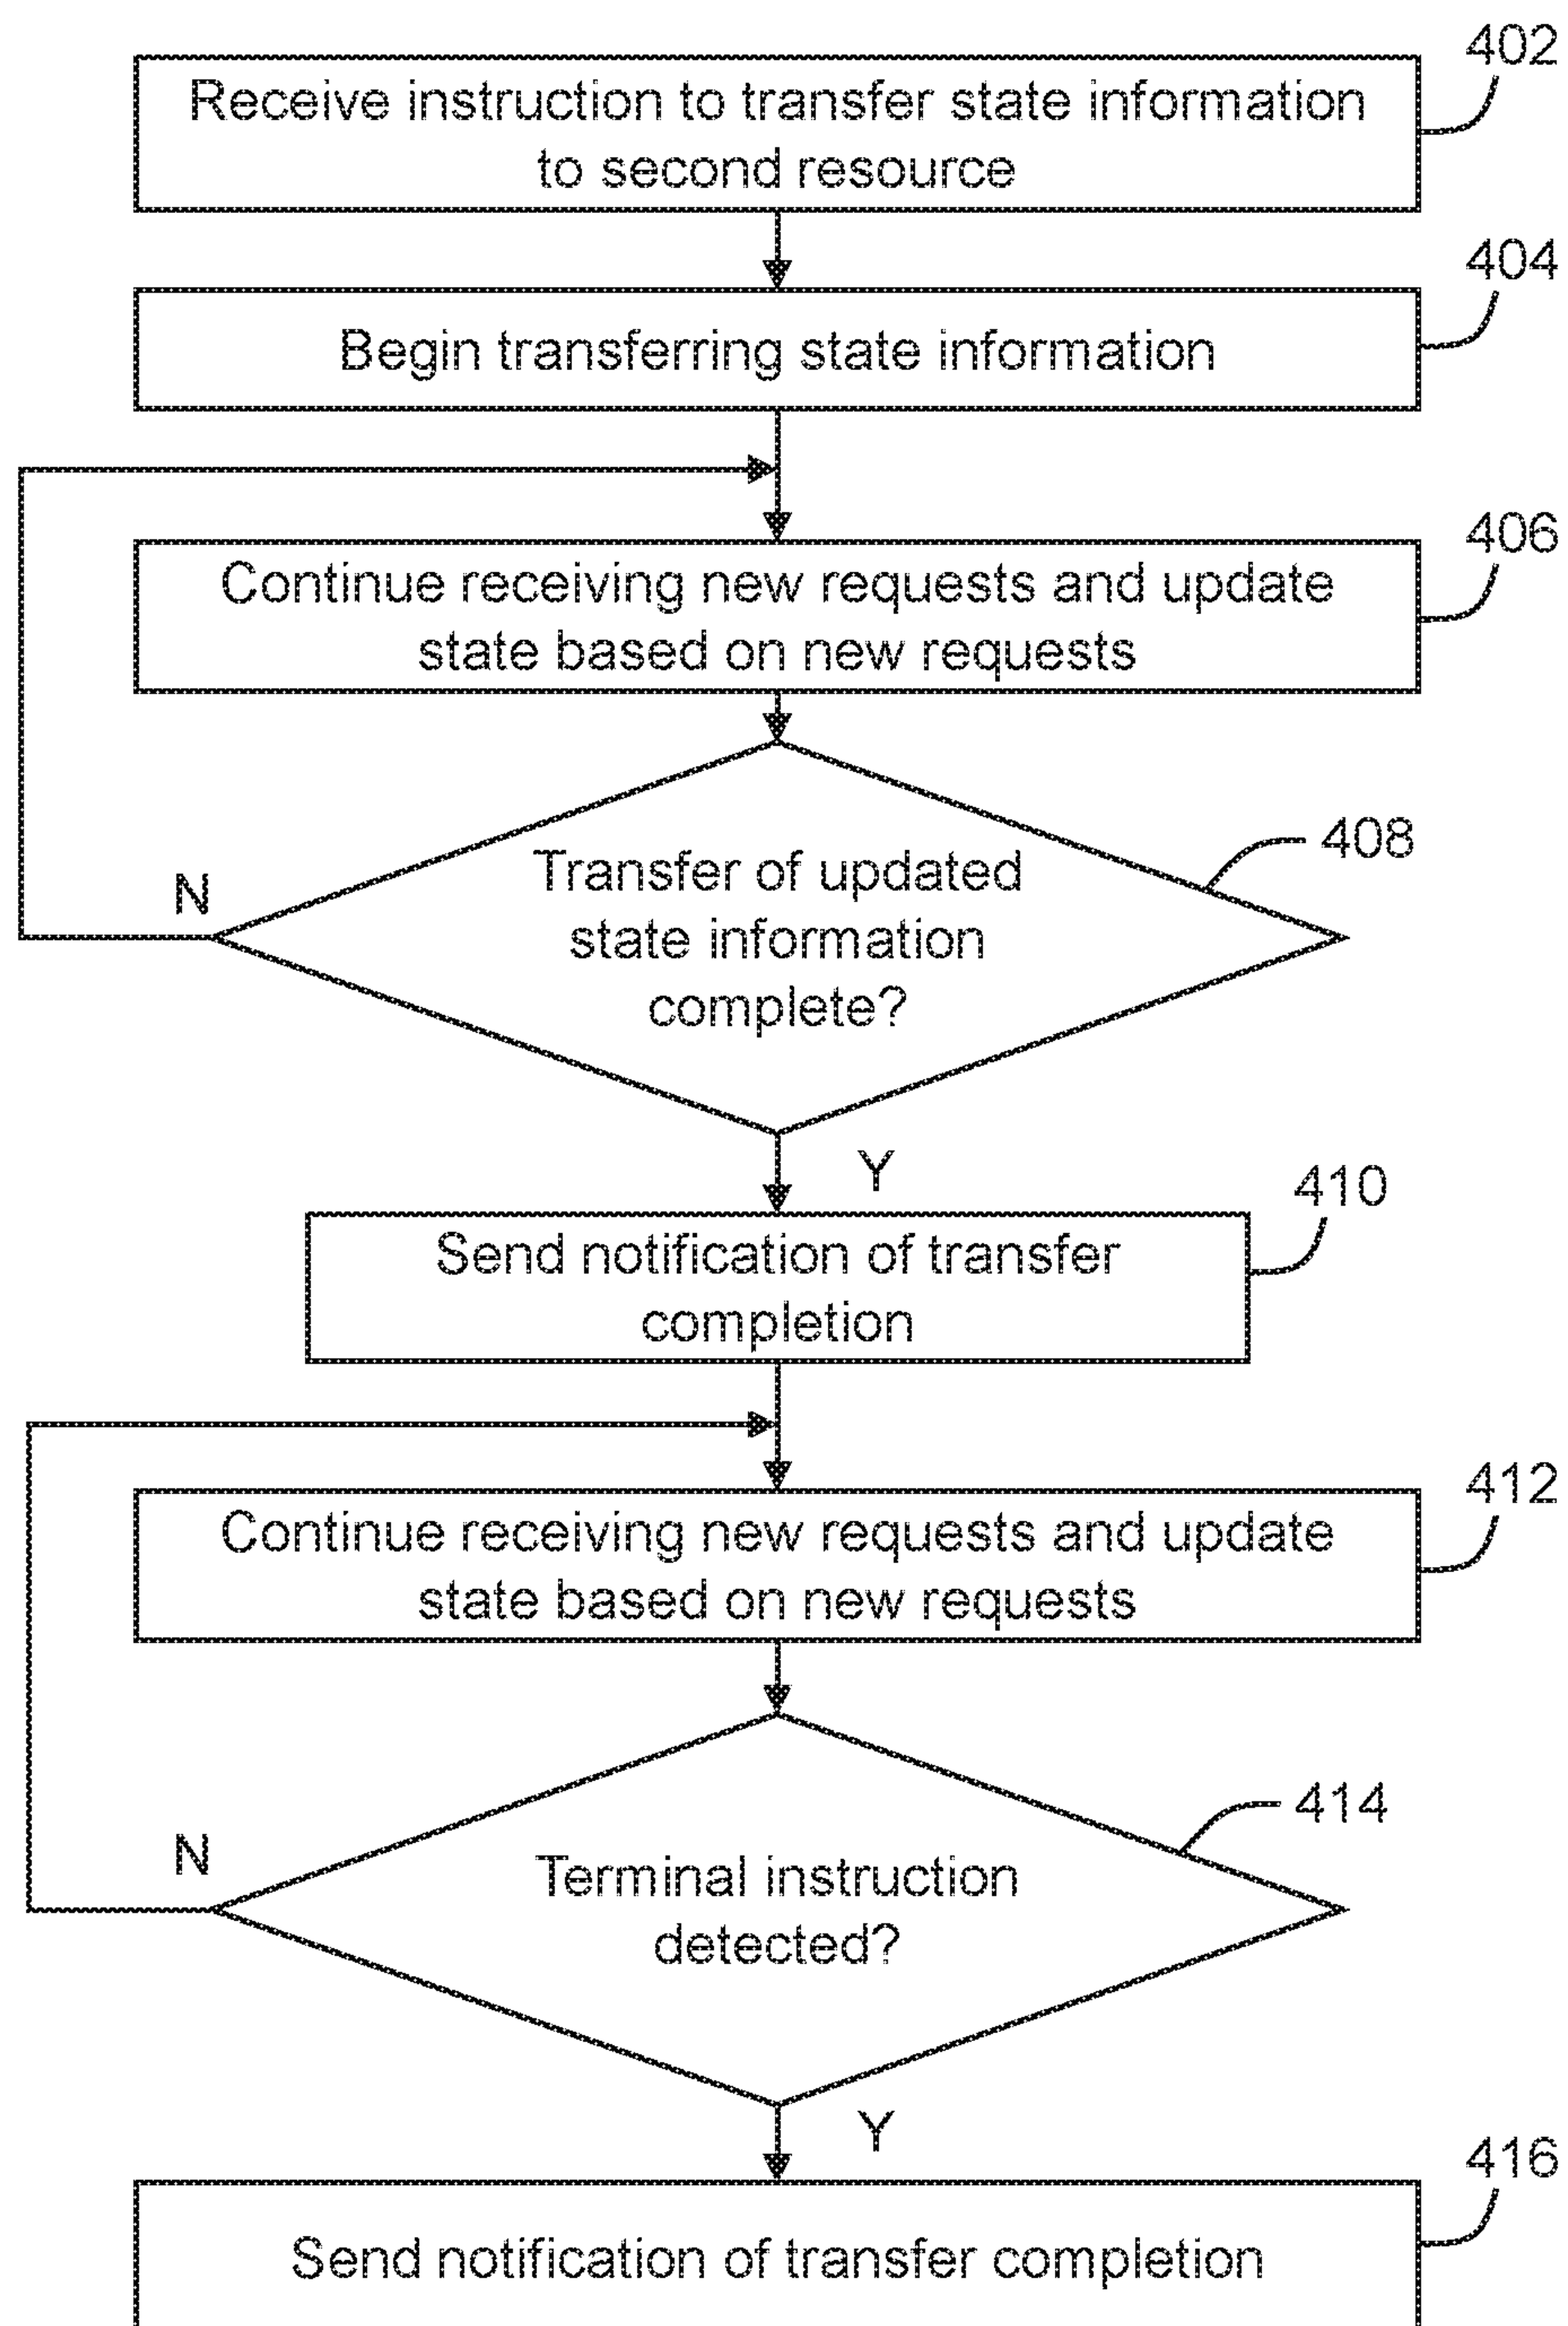 402
Receive instruction to transfer state information
to second resource
404
Begin transferring state information
406
Continue receiving new requests and update
state based on new requests
408
Transfer of updated
state information
complete?
N
Y
410
Send notification of transfer
completion
412
Continue receiving new requests and update
state based on new requests
414
N
Terminal instruction
detected?
Y
416
Send notification of transfer completion